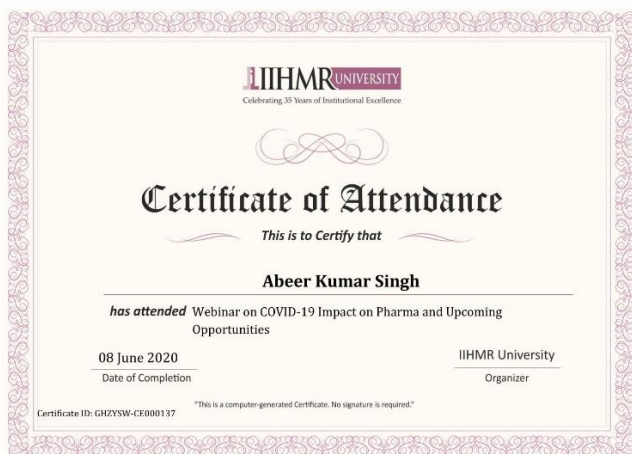 IIHMR UNIVERSITY
Celebrating 35 Years of Institutional Excellence
Certificate of Attendance
This is to Certify that
Abeer Kumar Singh
has attended Webinar on COVID-19 Impact on Pharma and Upcoming
Opportunities
08 June 2020
IIHMR University
Date of Completion
Organizer
"This is a computer-generated Certificate. No signature is required."
Certificate ID: GHZYSW-CE000137